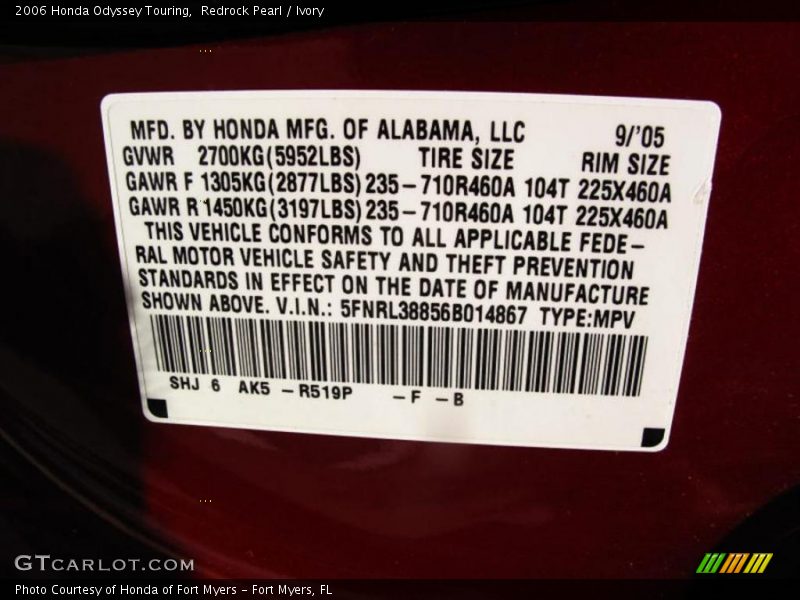 2006 Honda Odyssey Touring,  Redrock Pearl / Ivory
MFD. BY HONDA MFG. OF ALABAMA, LLC 9/'05
GVWR 2700KG(5952LBS) TIRE SIZE RIM SIZE
GAWR F 1305KG(2877LBS) 235-710R460A 104T 225X460A
GAWR R 1450KG(3197LBS) 235-710R460A 104T 225X460A
THIS VEHICLE CONFORMS TO ALL APPLICABLE FEDE-
RAL MOTOR VEHICLE SAFETY AND THEFT PREVENTION
STANDARDS IN EFFECT ON THE DATE OF MANUFACTURE
SHOWN ABOVE. V.I.N.: 5FNRL38856B014867 TYPE:MPV
SHJ 6 AK5 -R519P -F -B
GTCARLOT.COM
Photo Courtesy of Honda of Fort Myers - Fort Myers, FL